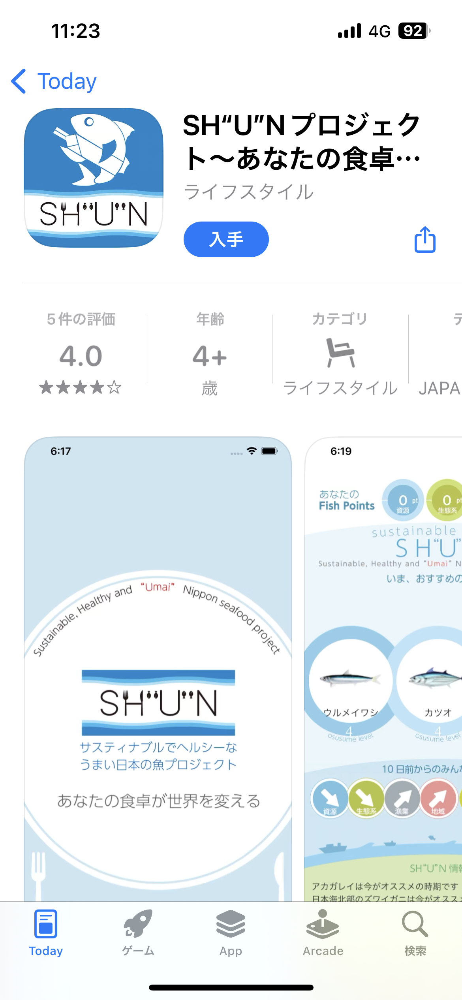 11:23
4G 92
Today
SH“U”Nプロジェク
ト〜あなたの食卓…
ライフスタイル
SH“U”N
入手
5件の評価
4.0
年齢
4+
歳
カテゴリ
ライフスタイル
デ
JAPA
6:17
Sustainable, Healthy and “Umai” Nippon seafood project
SH“U”N
サスティナブルでヘルシーな
うまい日本の魚プロジェクト
あなたの食卓が世界を変える
6:19
あなたの
Fish Points
0 pt
資源
0 pt
生態系
sustainable
SH“U”
Sustainable, Healthy and “Umai” N
いま、おすすめの
ウルメイワシ
4
osusume level
カツオ
4
osusume level
10 日前からのみんな
資源
生態系
漁業
地域
SH“U”N 情報
アカガレイは今がオススメの時期です
日本海北部のズワイガニは今がオススメ
Today
ゲーム
App
Arcade
検索